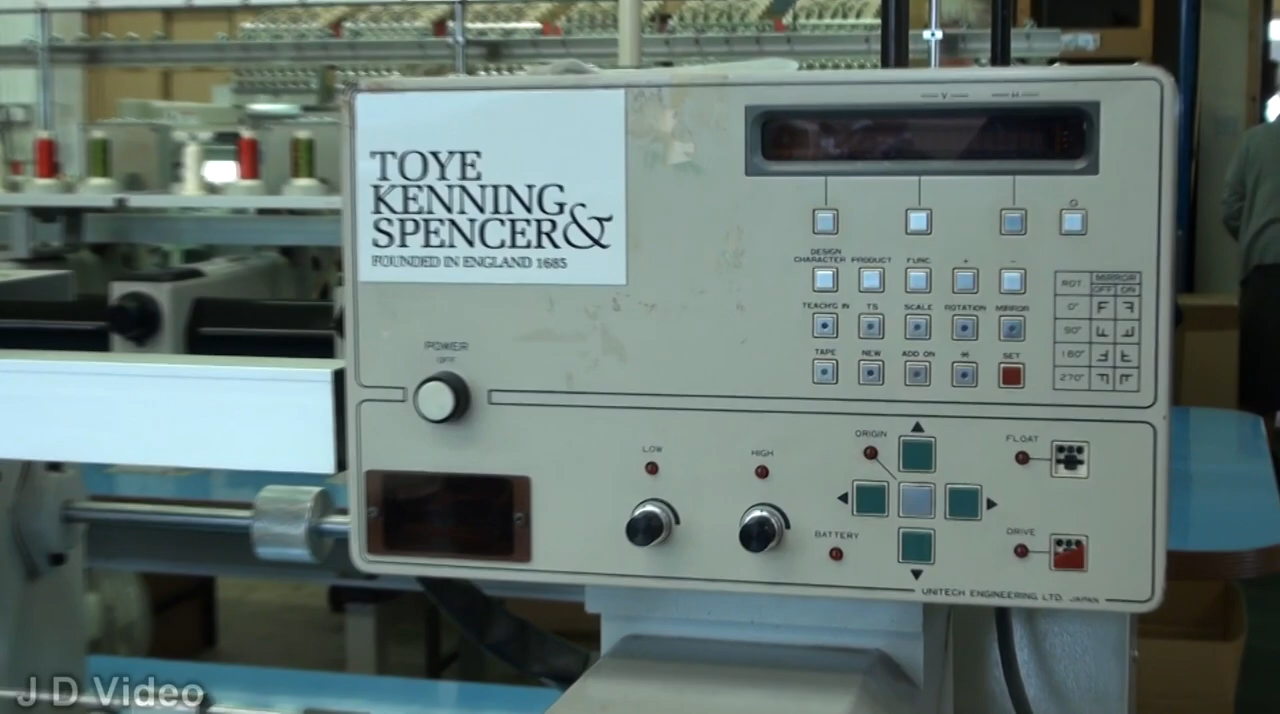 V H
TOYE
KENNING
SPENCER&
FOUNDED IN ENGLAND 1685
G
DESIGN
CHARACTER PRODUCT FUNC. + -
TEACH'G IN TS SCALE ROTATION MIRROR
TAPE NEW ADD ON SET
ROT MIRROR
OFF ON
0°
90°
180°
270°
POWER
OFF
LOW HIGH ORIGIN FLOAT
BATTERY DRIVE
UNITECH ENGINEERING LTD. JAPAN
J D Video